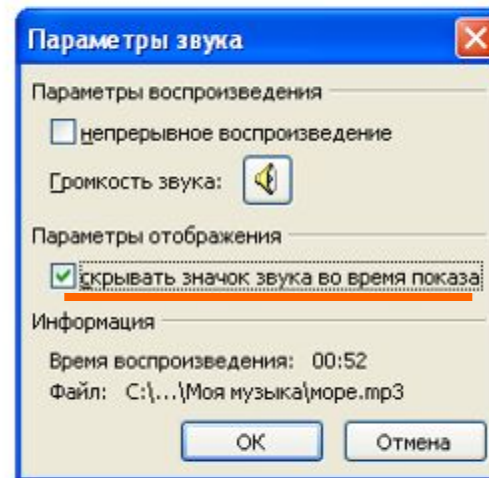 Параметры звука
Параметры воспроизведения
непрерывное воспроизведение
Громкость звука:
Параметры отображения
скрывать значок звука во время показа
Информация
Время воспроизведения: 00:52
Файл: C:\...\Моя музыка\море.mp3
ОК Отмена